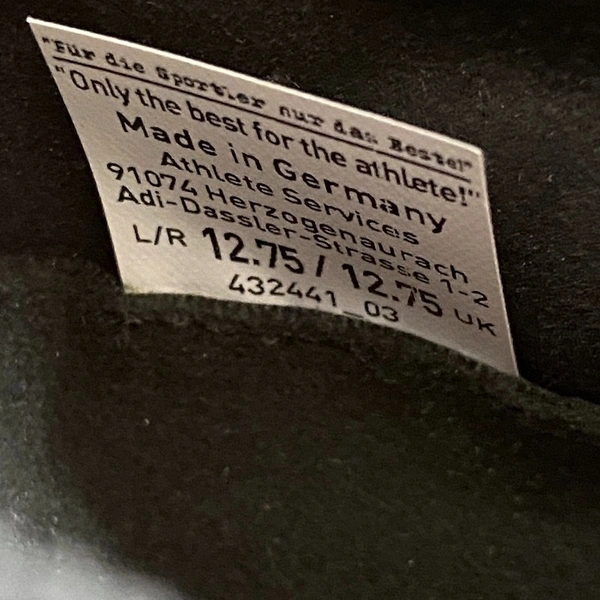 "Für die Sportler nur das Beste!"
"Only the best for the athlete!"
Made in Germany
Athlete Services
91074 Herzogenaurach
Adi-Dassler-Strasse 1-2
L/R 12.75 / 12.75 UK
432441_03